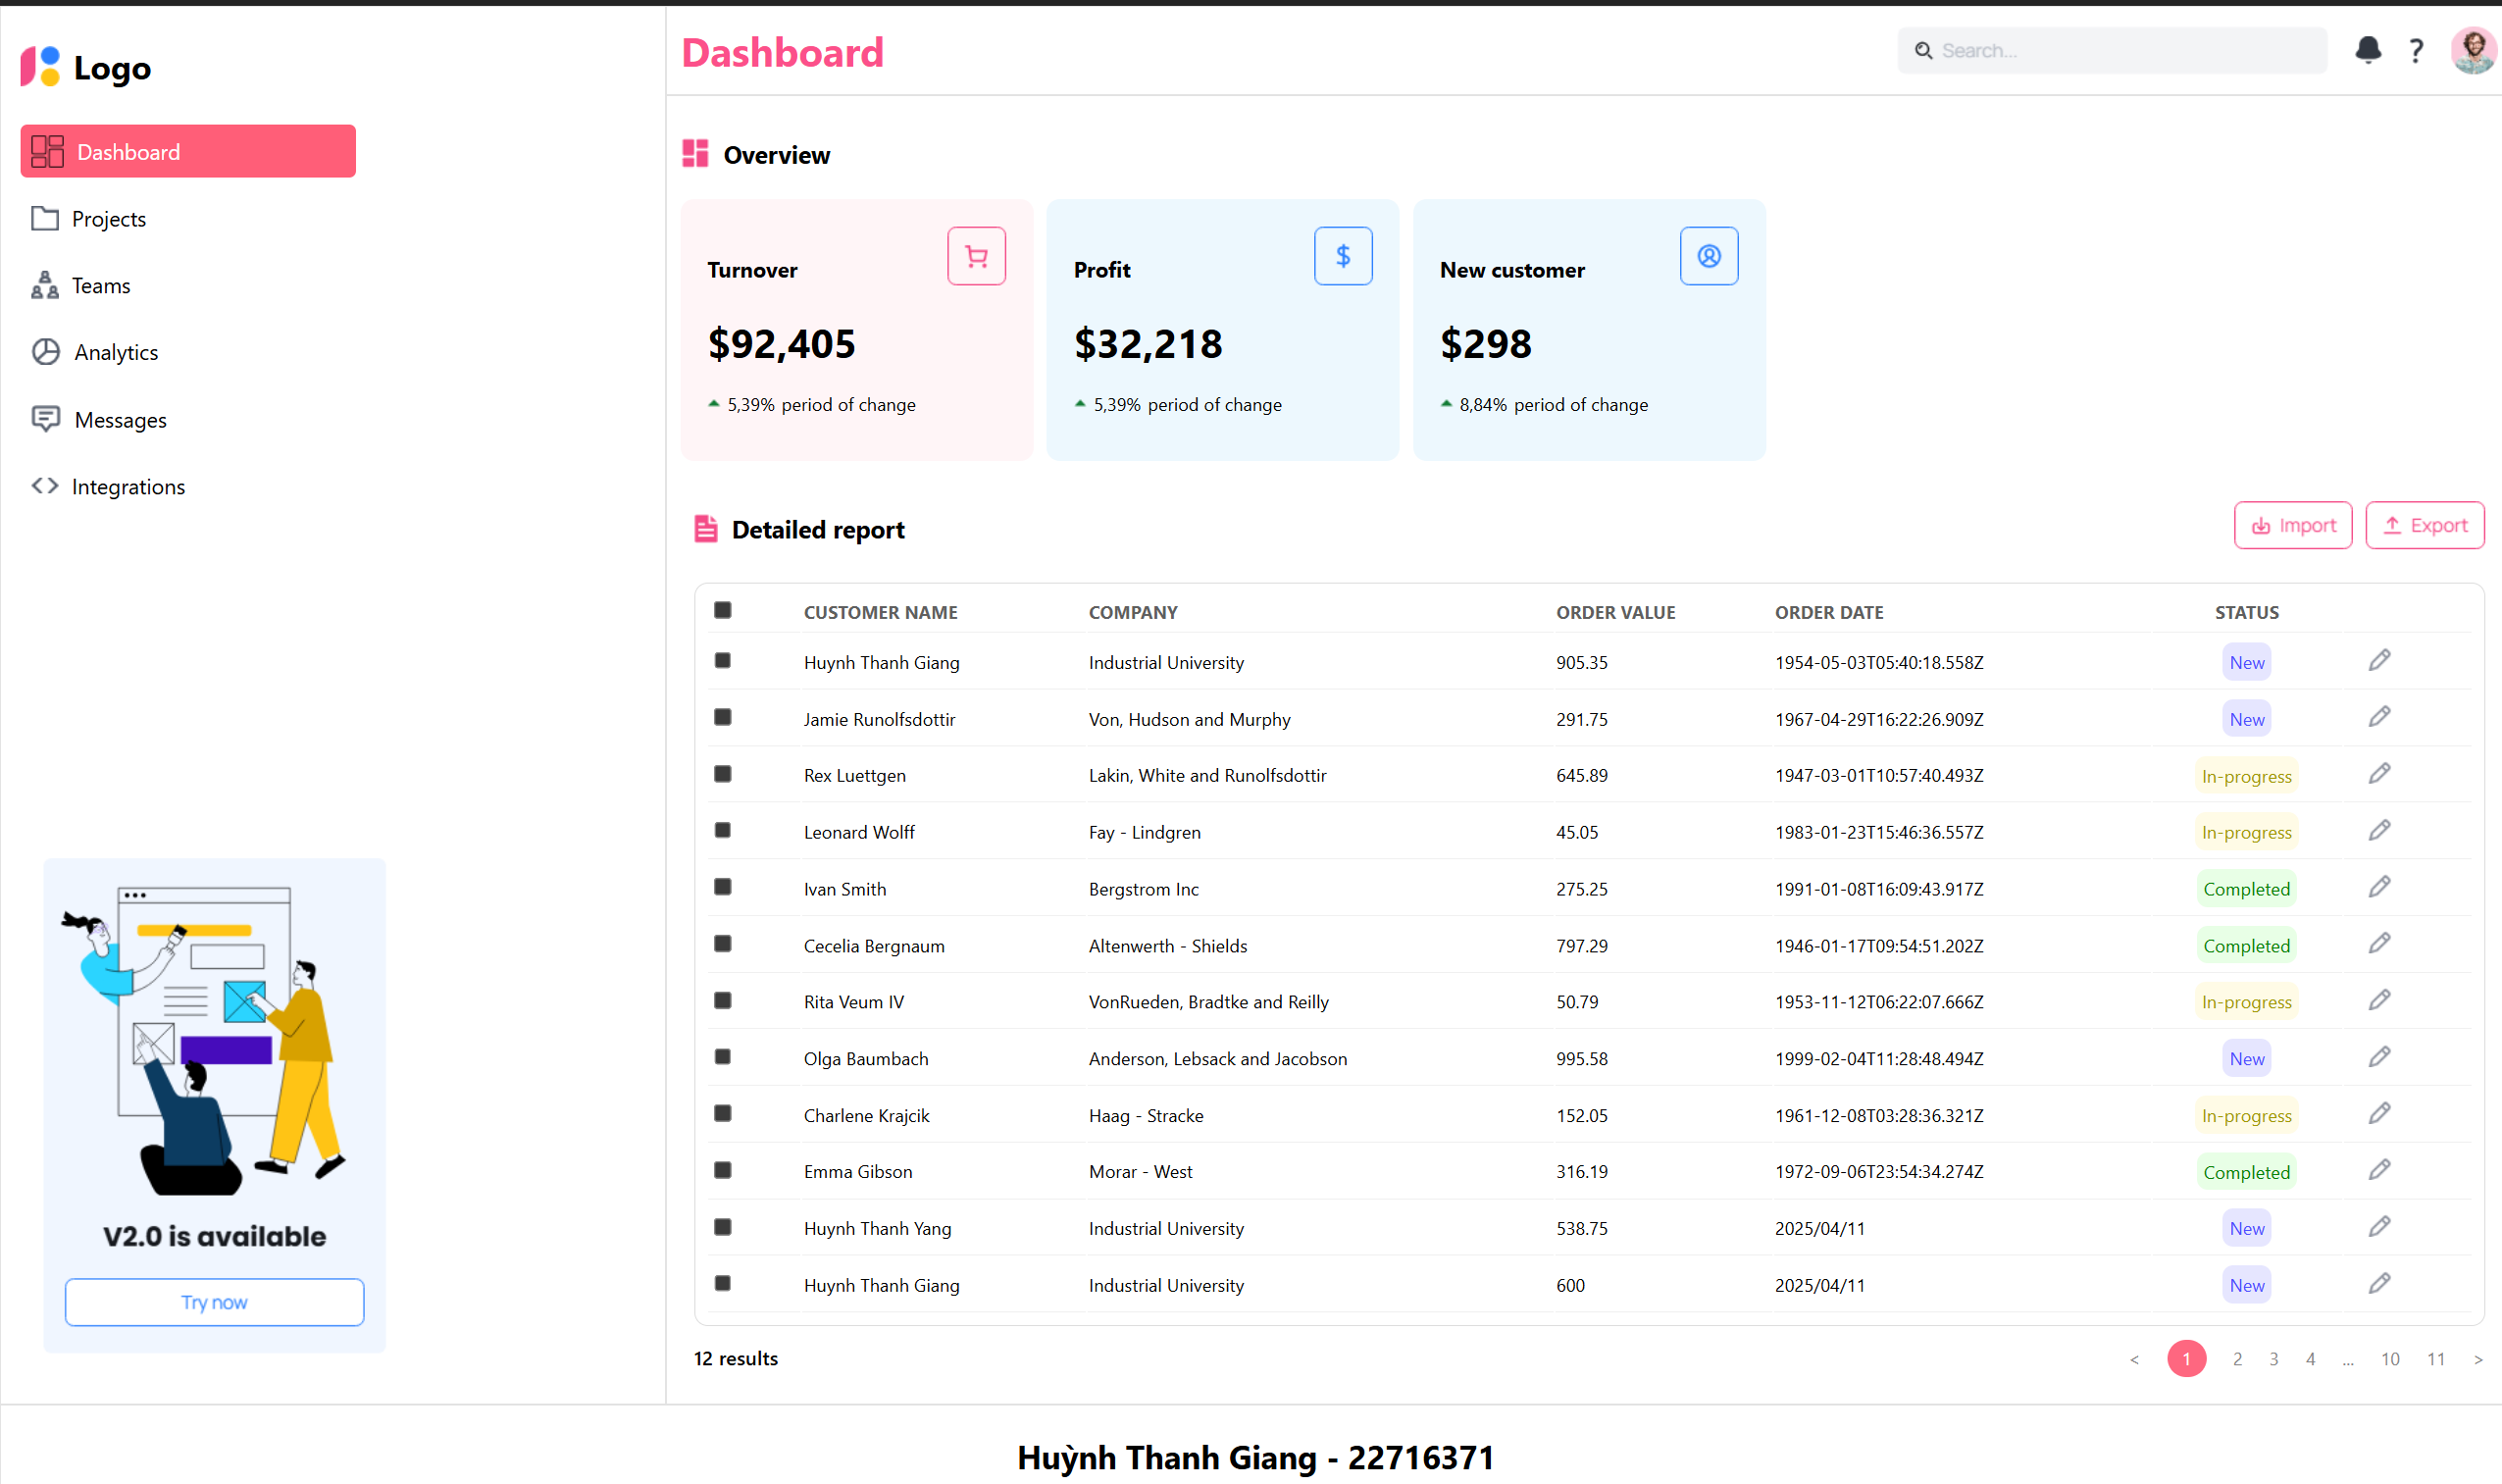 Logo
Dashboard
Projects
Teams
Analytics
Messages
Integrations
V2.0 is available
Try now
Dashboard
Search...
?
Overview
Turnover
$92,405
5,39% period of change
Profit
$
$32,218
5,39% period of change
New customer
$298
8,84% period of change
Detailed report
Import
Export
CUSTOMER NAME COMPANY ORDER VALUE ORDER DATE STATUS
Huynh Thanh Giang Industrial University 905.35 1954-05-03T05:40:18.558Z New
Jamie Runolfsdottir Von, Hudson and Murphy 291.75 1967-04-29T16:22:26.909Z New
Rex Luettgen Lakin, White and Runolfsdottir 645.89 1947-03-01T10:57:40.493Z In-progress
Leonard Wolff Fay - Lindgren 45.05 1983-01-23T15:46:36.557Z In-progress
Ivan Smith Bergstrom Inc 275.25 1991-01-08T16:09:43.917Z Completed
Cecelia Bergnaum Altenwerth - Shields 797.29 1946-01-17T09:54:51.202Z Completed
Rita Veum IV VonRueden, Bradtke and Reilly 50.79 1953-11-12T06:22:07.666Z In-progress
Olga Baumbach Anderson, Lebsack and Jacobson 995.58 1999-02-04T11:28:48.494Z New
Charlene Krajcik Haag - Stracke 152.05 1961-12-08T03:28:36.321Z In-progress
Emma Gibson Morar - West 316.19 1972-09-06T23:54:34.274Z Completed
Huynh Thanh Yang Industrial University 538.75 2025/04/11 New
Huynh Thanh Giang Industrial University 600 2025/04/11 New
12 results
< 1 2 3 4 ... 10 11 >
Huỳnh Thanh Giang - 22716371